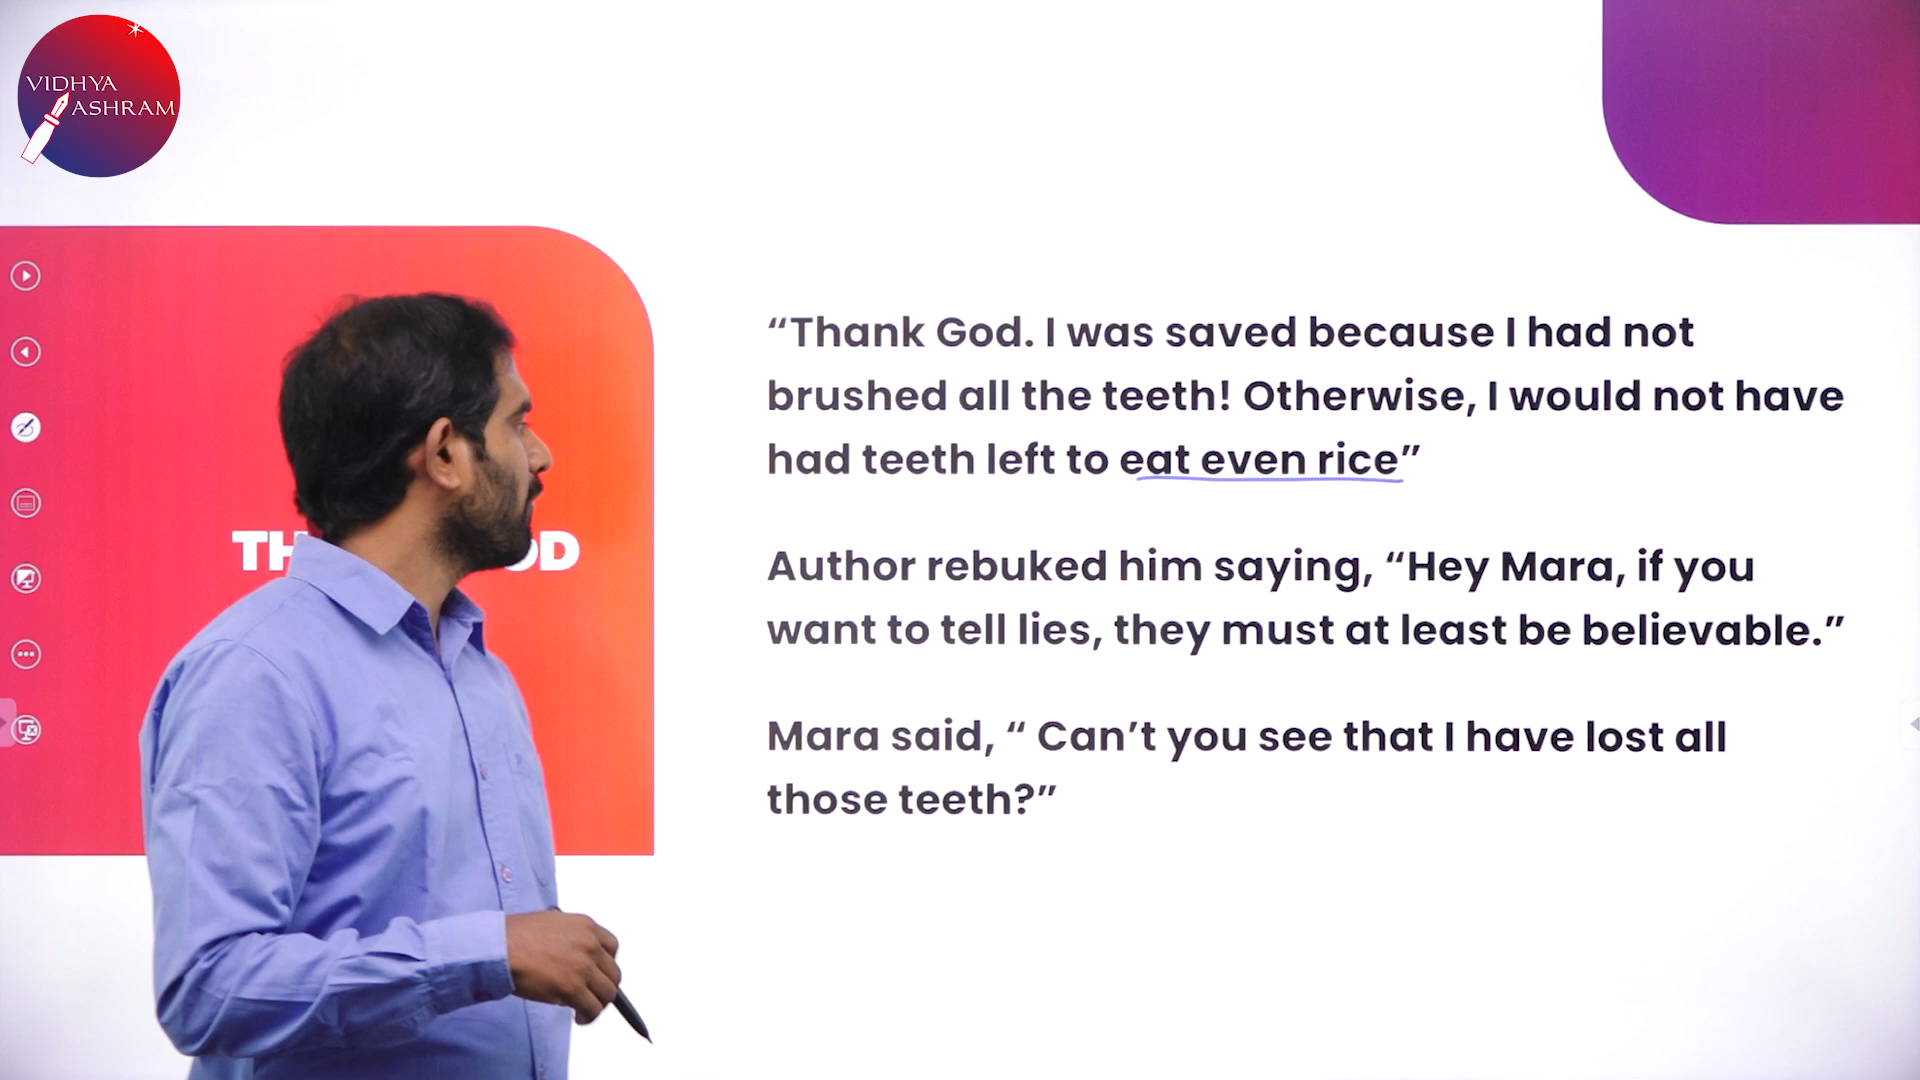 VIDHYA
ASHRAM
“Thank God. I was saved because I had not
brushed all the teeth! Otherwise, I would not have
had teeth left to eat even rice”
Author rebuked him saying, “Hey Mara, if you
want to tell lies, they must at least be believable.”
Mara said, “ Can’t you see that I have lost all
those teeth?”